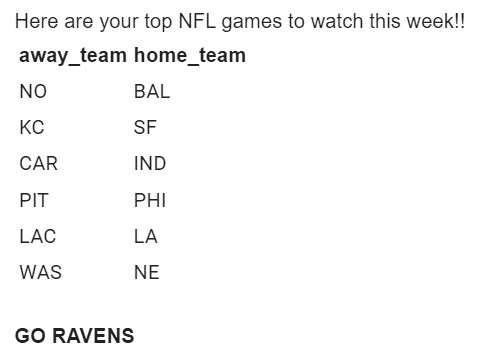 Here are your top NFL games to watch this week!!
away_team home_team
NO BAL
KC SF
CAR IND
PIT PHI
LAC LA
WAS NE
GO RAVENS